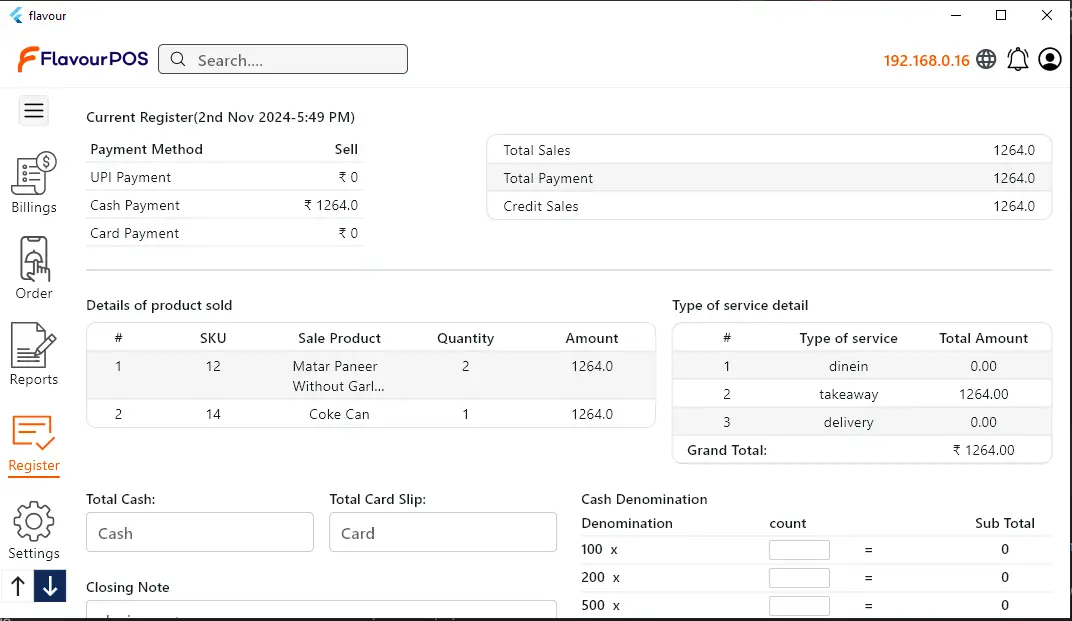 flavour
FlavourPOS
Search....
192.168.0.16
Current Register(2nd Nov 2024-5:49 PM)
Payment Method Sell
UPI Payment ₹ 0
Cash Payment ₹ 1264.0
Card Payment ₹ 0
Total Sales 1264.0
Total Payment 1264.0
Credit Sales 1264.0
Billings
Order
Reports
Register
Settings
Details of product sold
# SKU Sale Product Quantity Amount
1 12 Matar Paneer 2 1264.0
Without Garl...
2 14 Coke Can 1 1264.0
Type of service detail
# Type of service Total Amount
1 dinein 0.00
2 takeaway 1264.00
3 delivery 0.00
Grand Total: ₹ 1264.00
Total Cash:
Cash
Total Card Slip:
Card
Closing Note
Cash Denomination
Denomination count Sub Total
100 x = 0
200 x = 0
500 x = 0